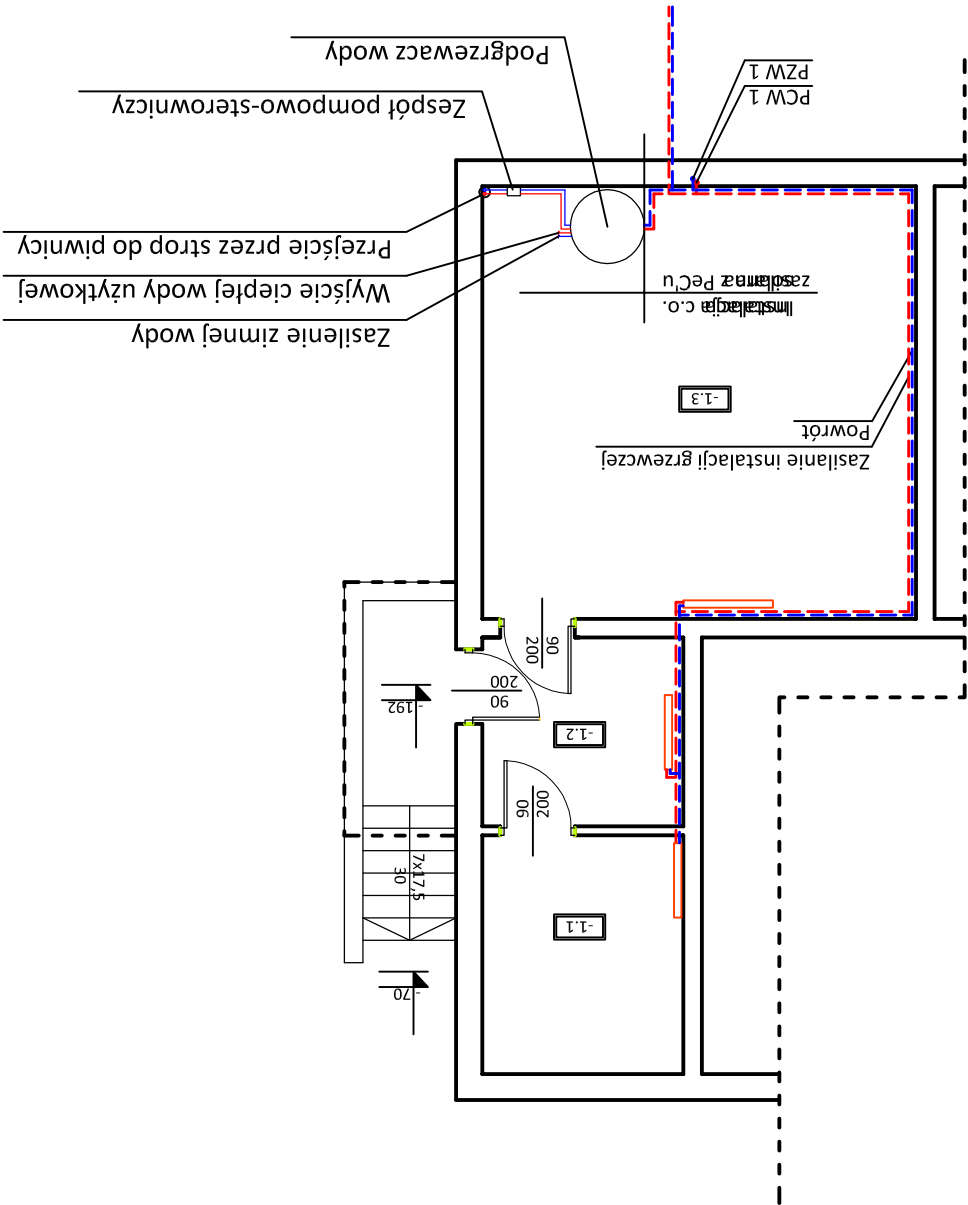 -70
-1.1
7x17,5
30
90
200
-1.2
-192
90
200
90
200
Zasilanie instalacji grzewczej
Powrót
-1.3
Zasilenie zimnej wody
Instalacja c.o.
zasilana z PeC'u
Wyjście ciepłej wody użytkowej
Przejście przez strop do piwnicy
Zespół pompowo-sterowniczy
PCW 1
PZW 1
Podgrzewacz wody